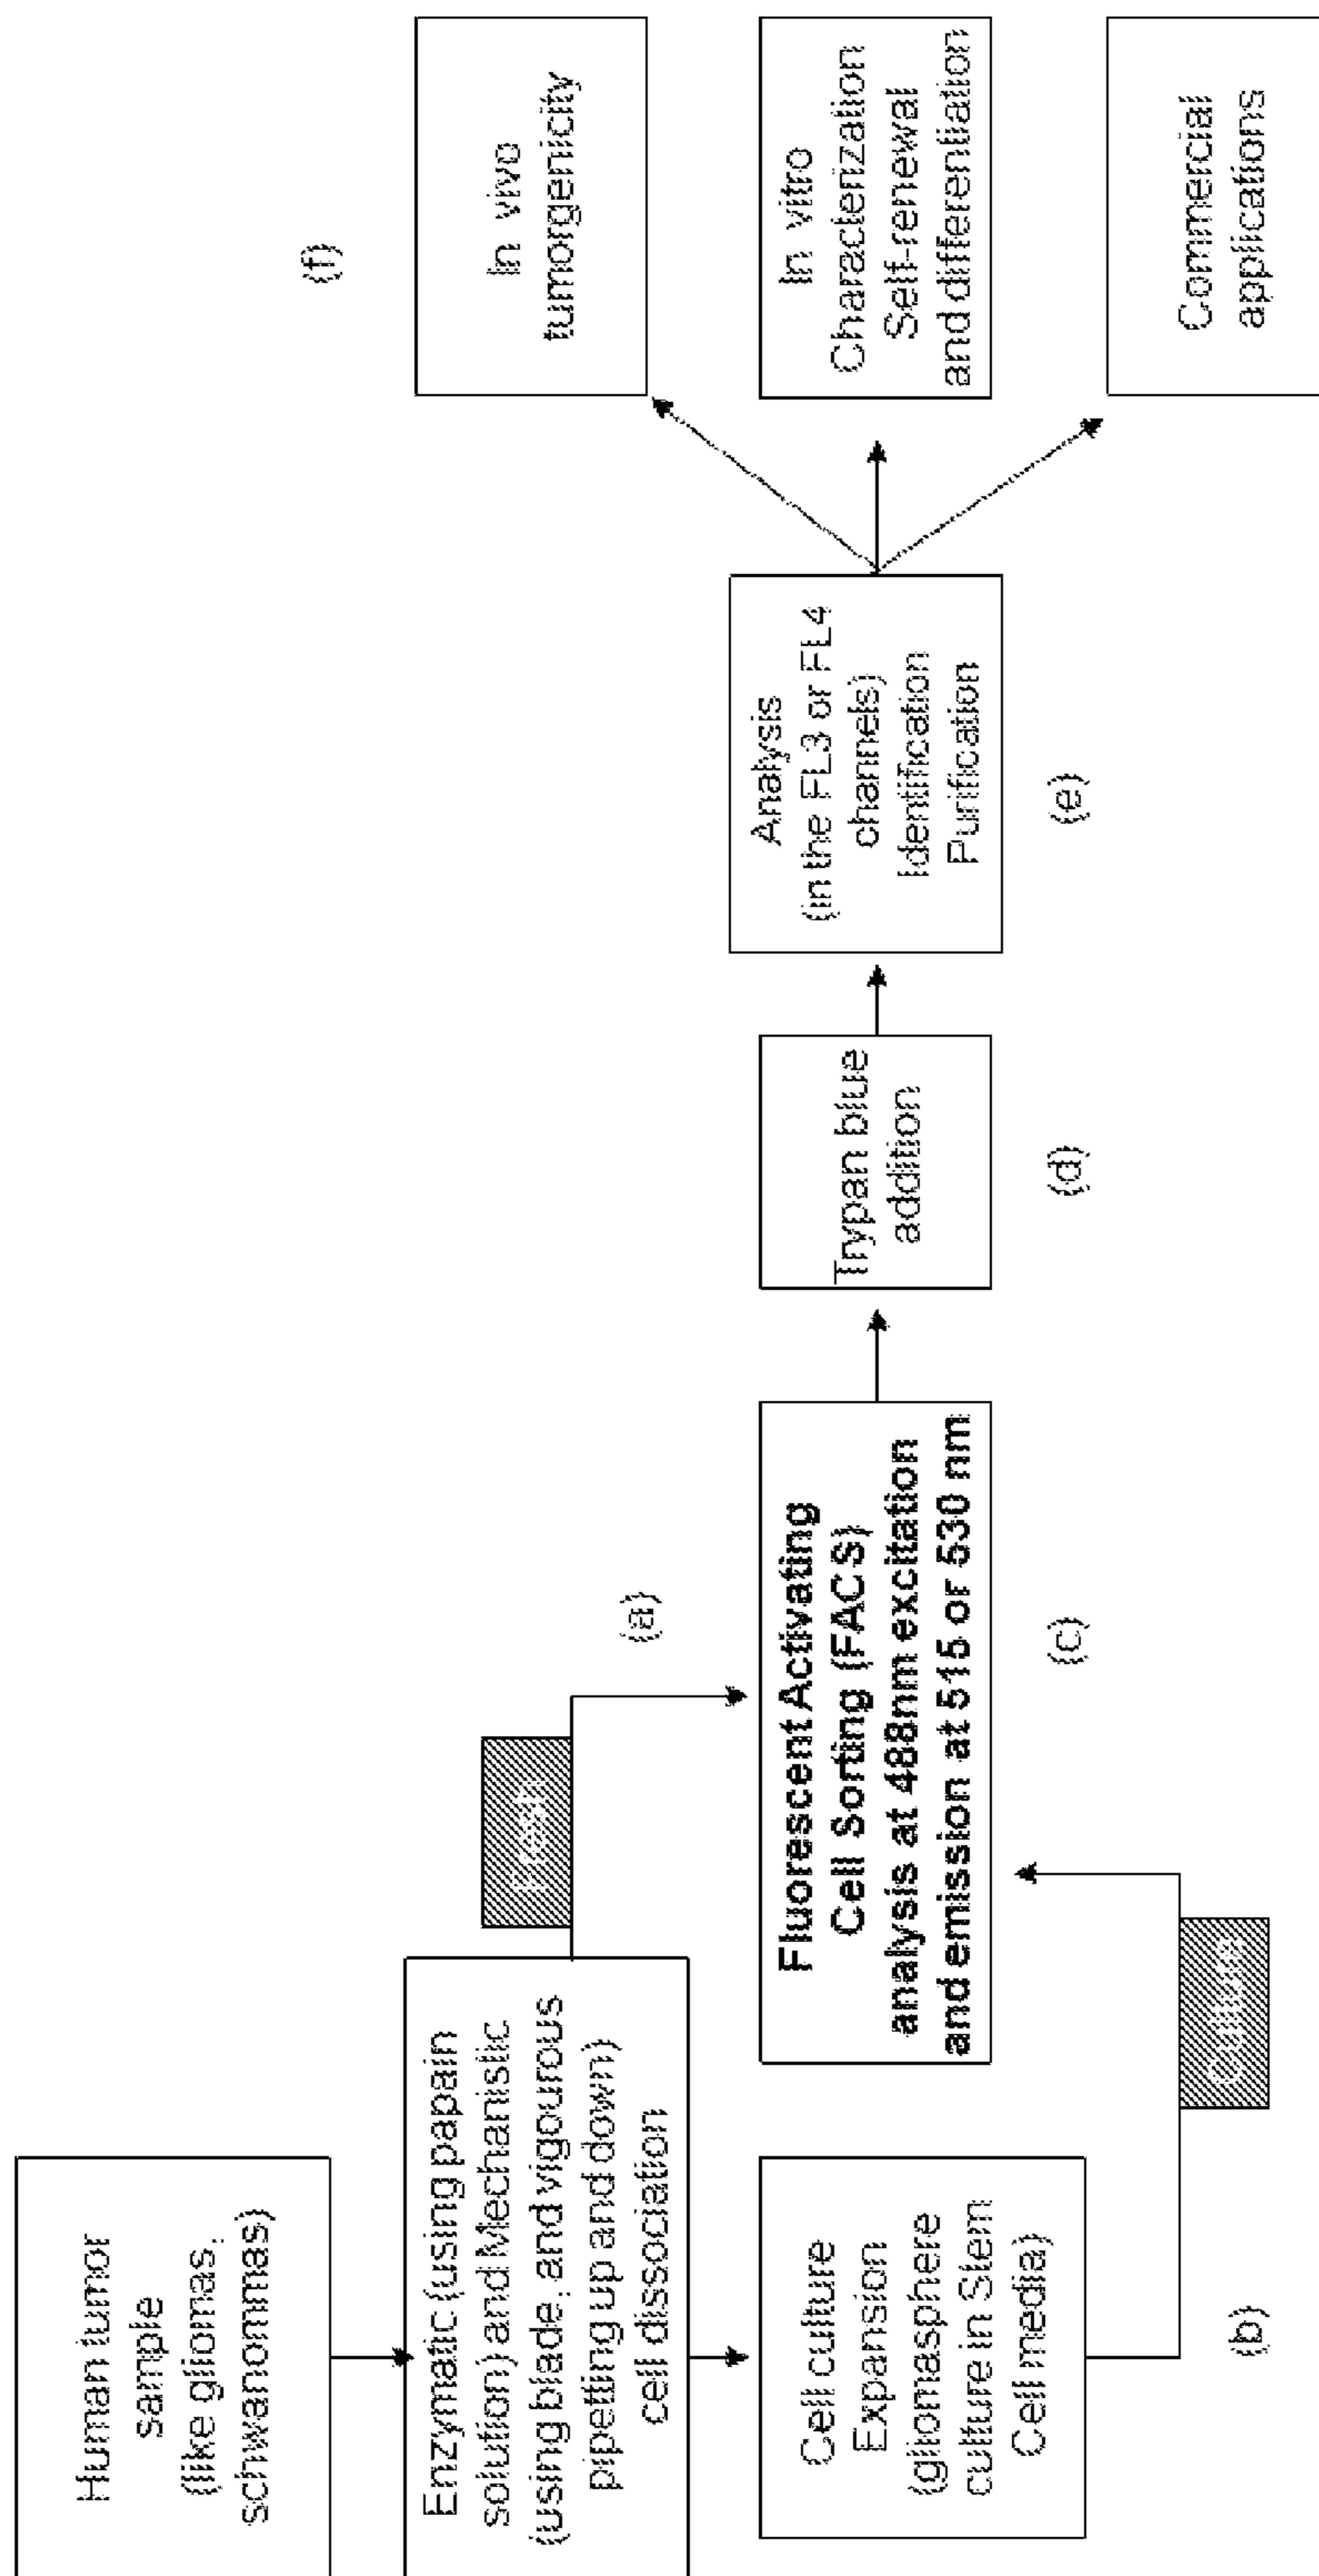 Human tumor
sample
(like gliomas,
schwanommas)
Enzymatic (using papain
solution) and Mechanistic
(using blade, and vigourous
pipetting up and down)
cell dissociation
Fresh
(a)
Cell culture
Expansion
(gliomasphere
culture in Stem
Cell media)
Culture
(b)
Fluorescent Activating
Cell Sorting (FACS)
analysis at 488nm excitation
and emission at 515 or 530 nm
(c)
Trypan blue
addition
(d)
Analysis
(in the FL3 or FL4
channels)
Identification
Purification
(e)
(f)
In vivo
tumogenicity
In vitro
Characterization
Self-renewal
and differentiation
Commercial
applications